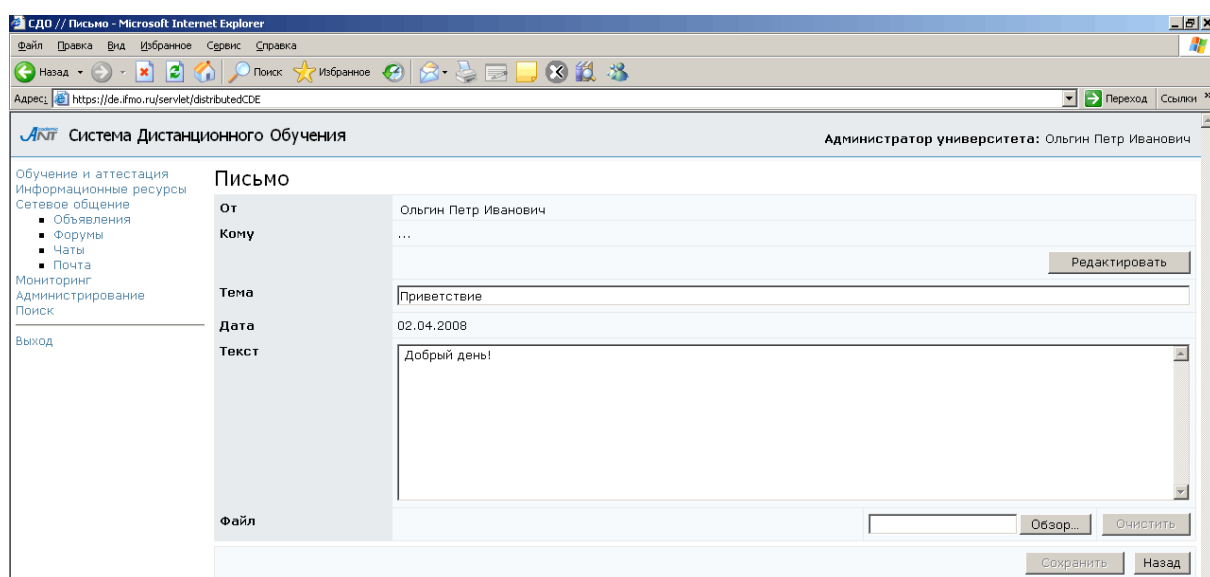 СДО // Письмо - Microsoft Internet Explorer
Файл Правка Вид Избранное Сервис Справка
Назад Поиск Избранное
Адрес: https://de.ifmo.ru/servlet/distributedCDE Переход Ссылки »
Academic ANT Система Дистанционного Обучения Администратор университета: Ольгин Петр Иванович
Обучение и аттестация
Информационные ресурсы
Сетевое общение
Объявления
Форумы
Чаты
Почта
Мониторинг
Администрирование
Поиск
Выход
Письмо
От Ольгин Петр Иванович
Кому ...
Редактировать
Тема Приветствие
Дата 02.04.2008
Текст Добрый день!
Файл Обзор... Очистить
Сохранить Назад